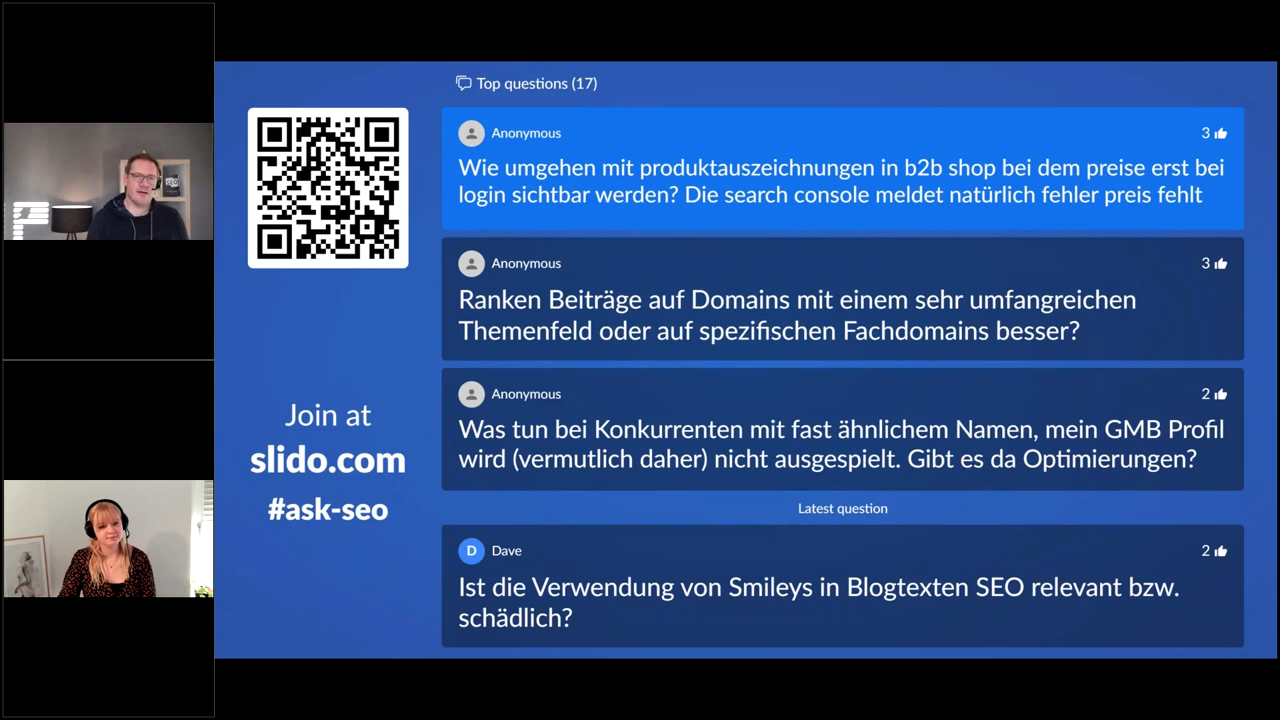 Top questions (17)
Anonymous
3
Wie umgehen mit produktauszeichnungen in b2b shop bei dem preise erst bei
login sichtbar werden? Die search console meldet natürlich fehler preis fehlt
Anonymous
3
Ranken Beiträge auf Domains mit einem sehr umfangreichen
Themenfeld oder auf spezifischen Fachdomains besser?
Anonymous
2
Was tun bei Konkurrenten mit fast ähnlichem Namen, mein GMB Profil
wird (vermutlich daher) nicht ausgespielt. Gibt es da Optimierungen?
Latest question
D
Dave
2
Ist die Verwendung von Smileys in Blogtexten SEO relevant bzw.
schädlich?
Join at
slido.com
#ask-seo